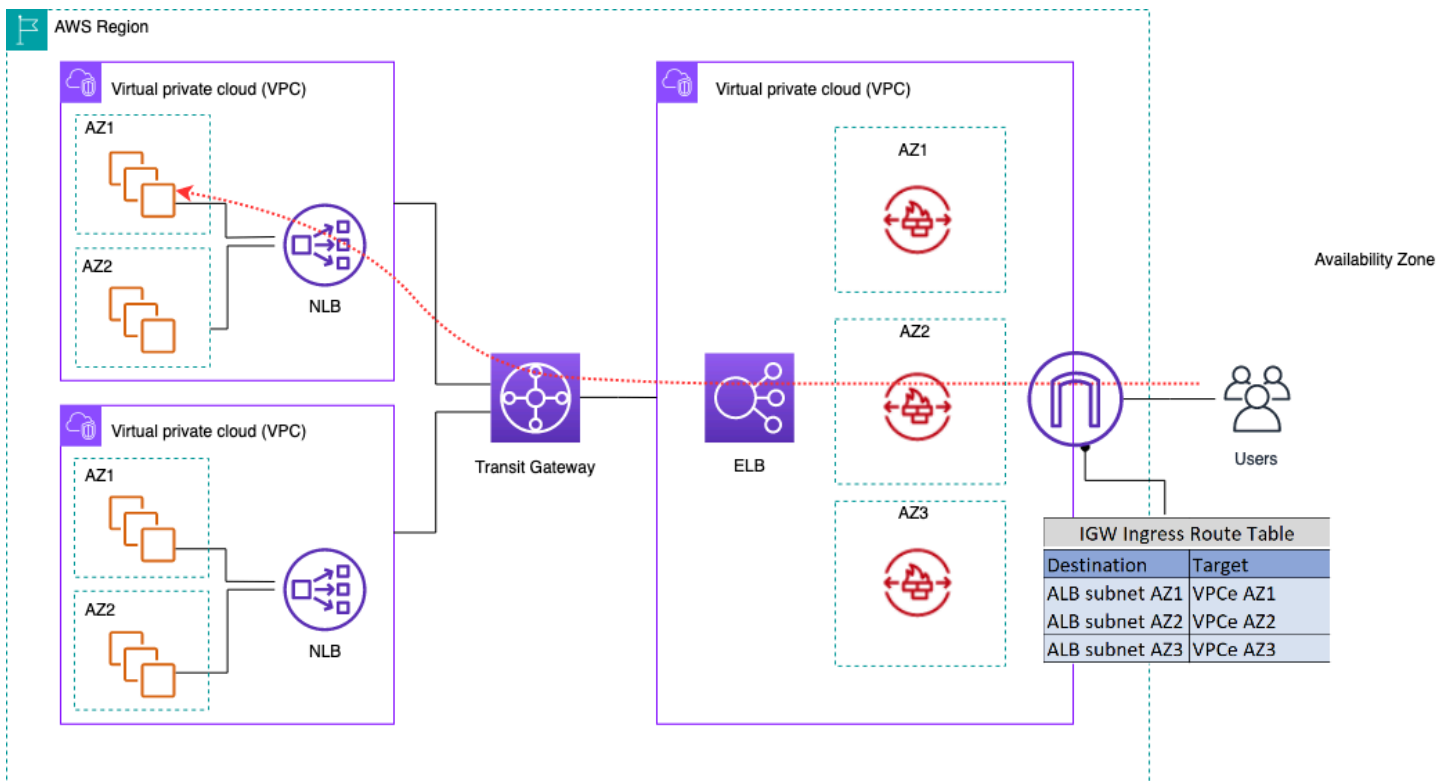 AWS Region
Virtual private cloud (VPC)
AZ1
AZ2
NLB
Virtual private cloud (VPC)
AZ1
AZ2
NLB
Transit Gateway
Virtual private cloud (VPC)
AZ1
AZ2
AZ3
ELB
Availability Zone
Users
IGW Ingress Route Table
Destination Target
ALB subnet AZ1 VPCe AZ1
ALB subnet AZ2 VPCe AZ2
ALB subnet AZ3 VPCe AZ3